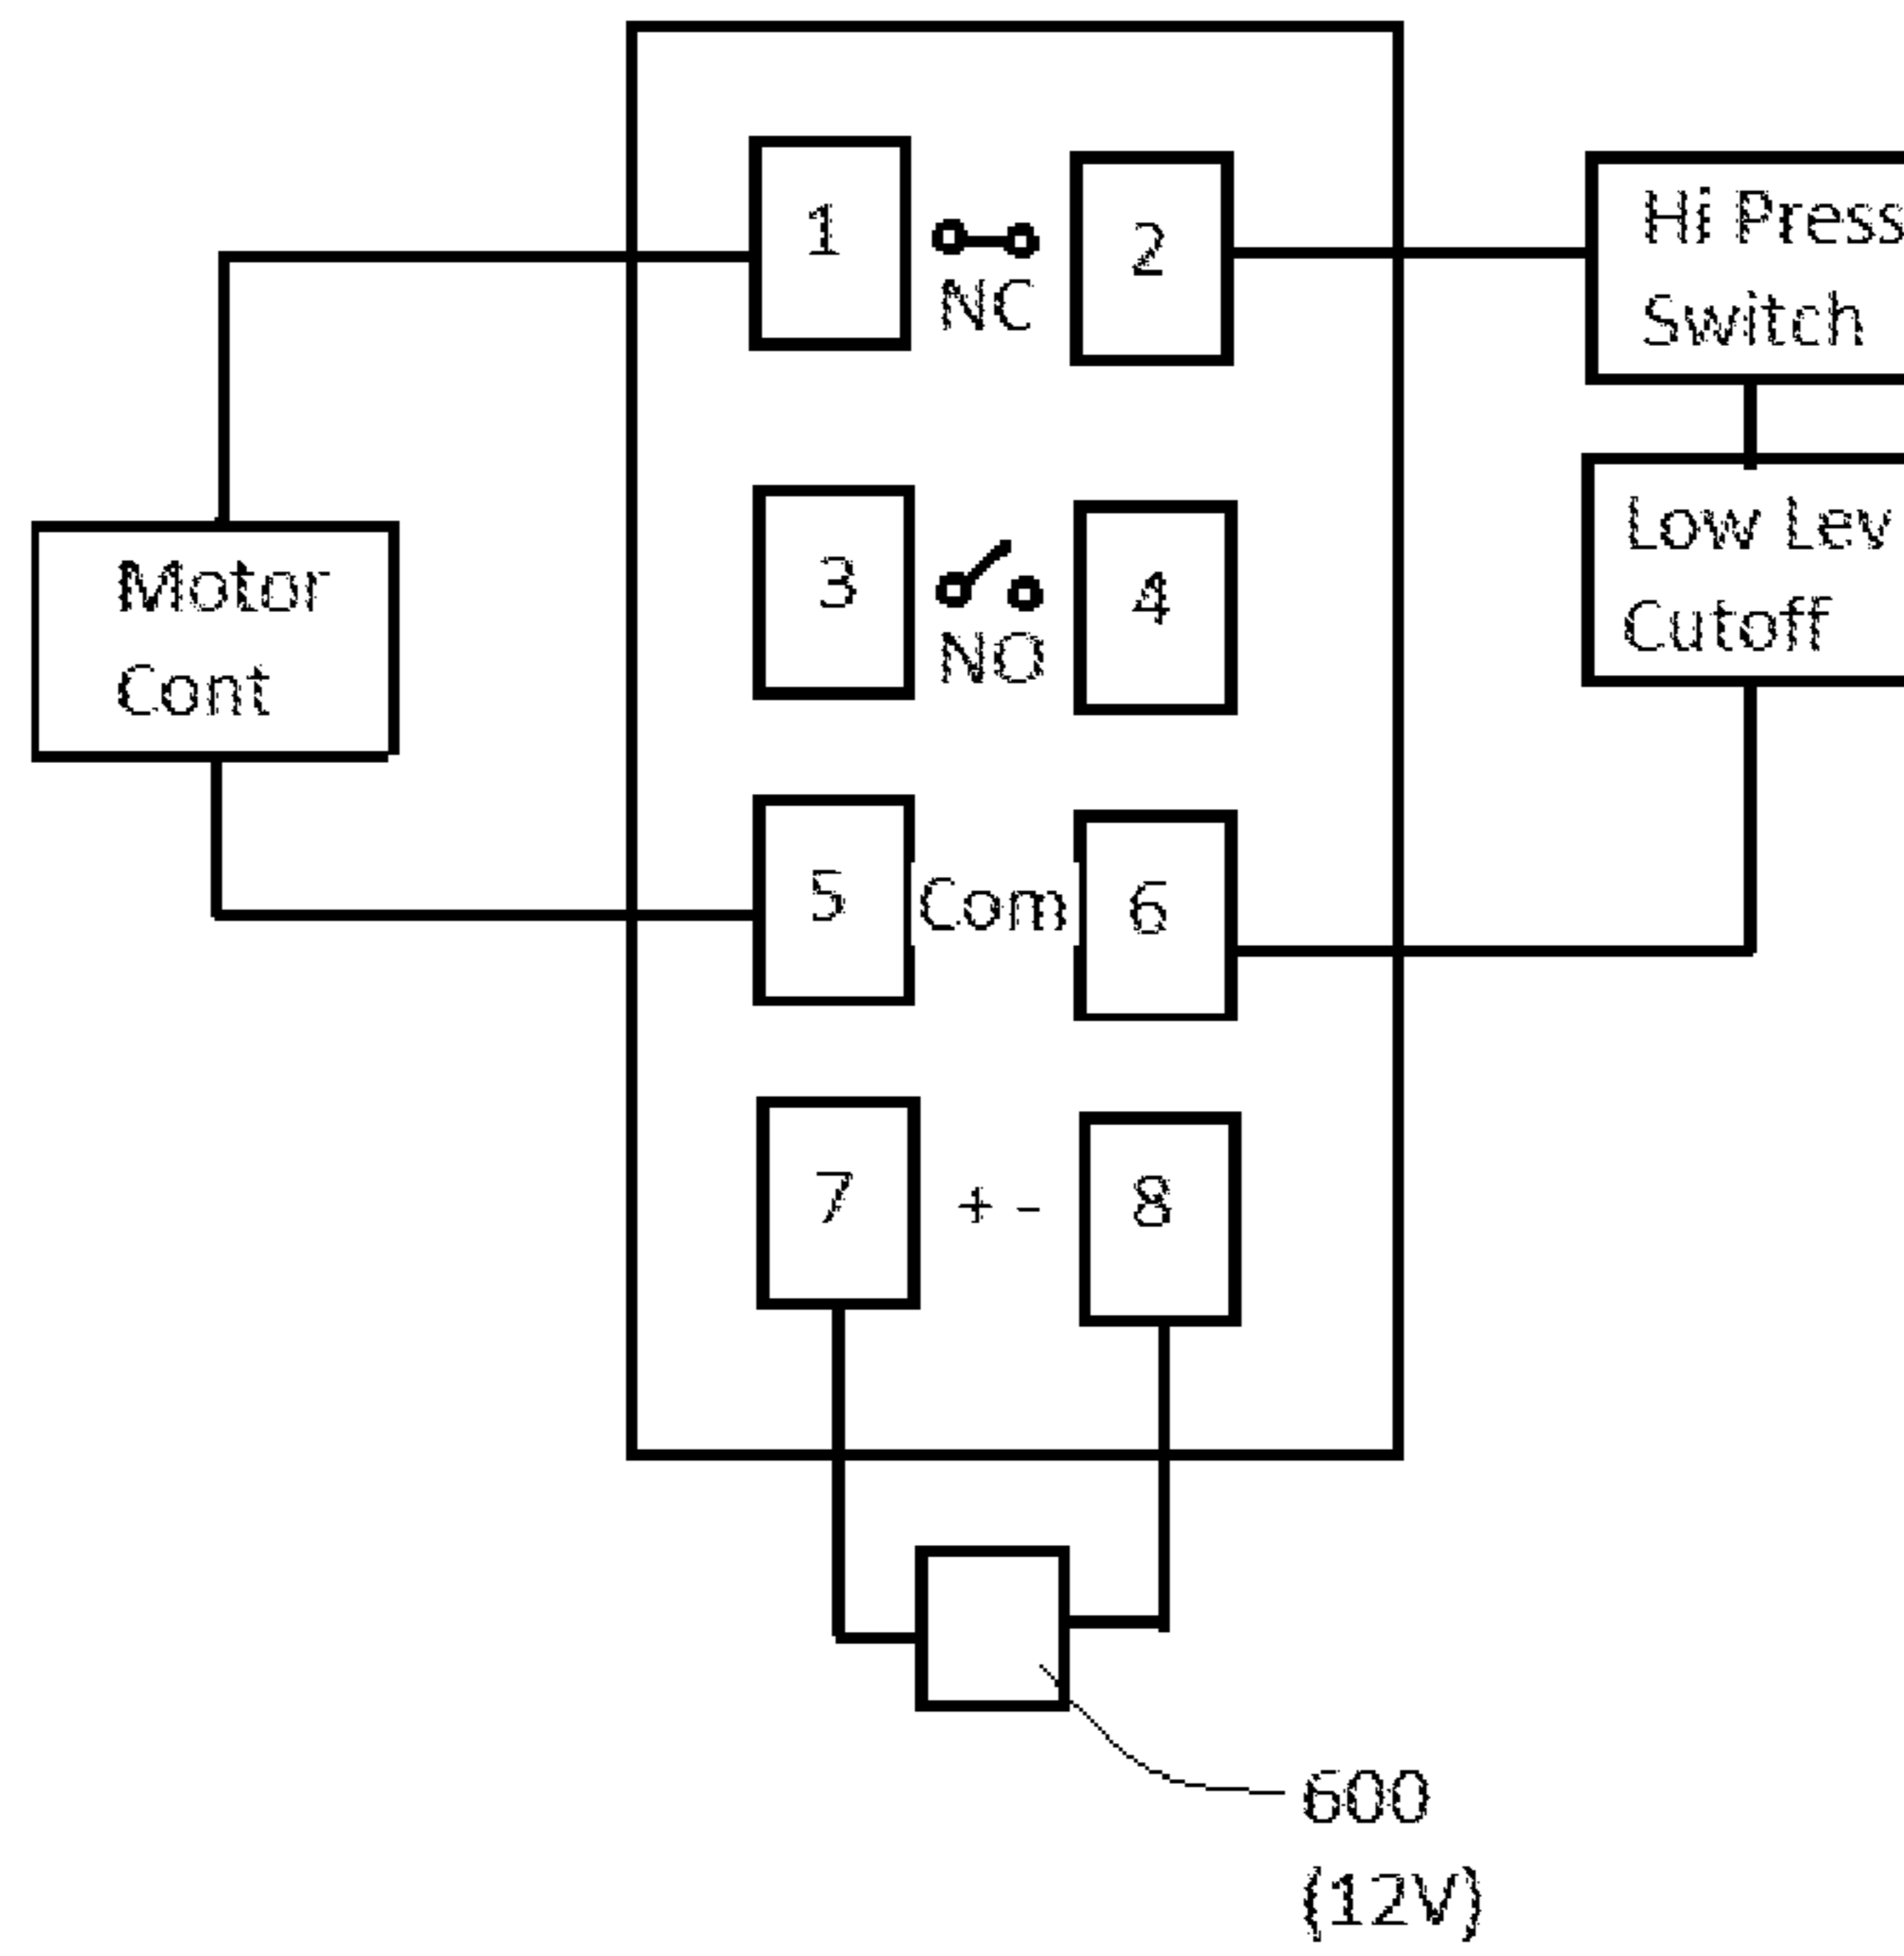 1
2
NC
Hi Press
Switch
3
4
NO
Low Lev
Cutoff
Motor
Cont
5
Com
6
7
+ -
8
600
(12V)